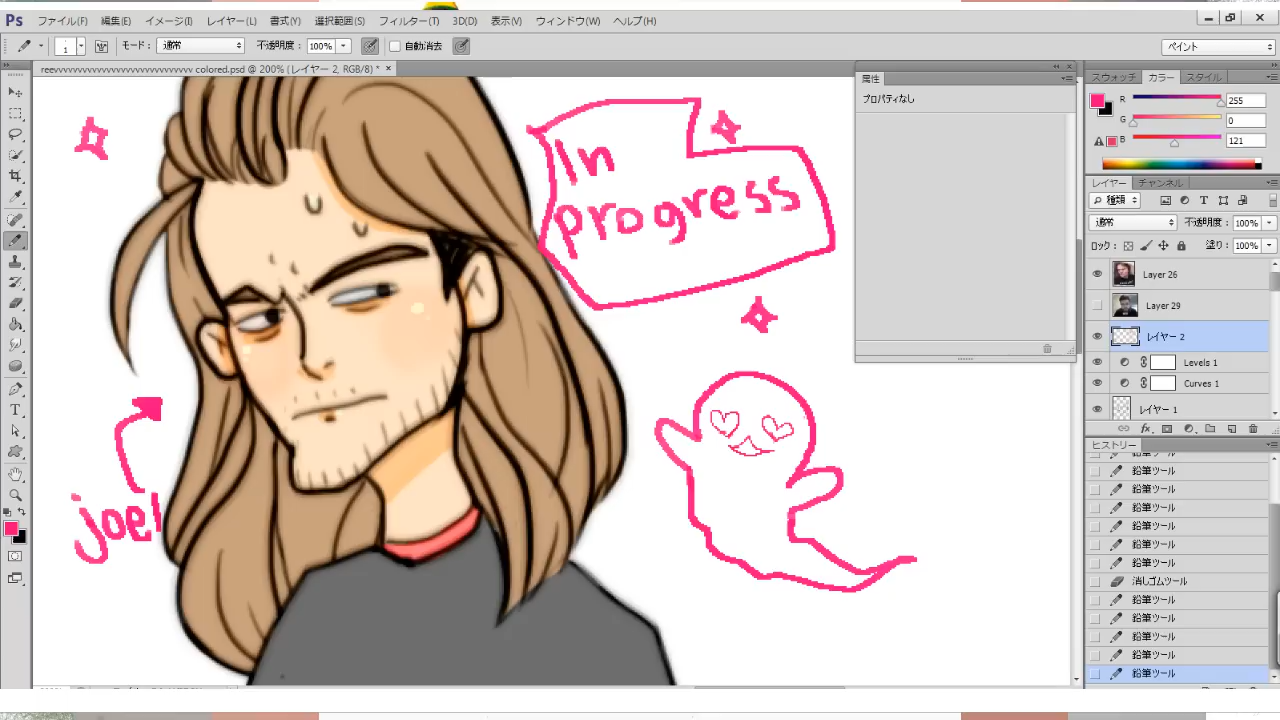 Ps ファイル(F) 編集(E) イメージ(I) レイヤー(L) 書式(Y) 選択範囲(S) フィルター(T) 3D(D) 表示(V) ウィンドウ(W) ヘルプ(H)
1 モード: 通常 不透明度: 100% 自動消去 ペイント
reevvvvvvvvvvvvvvvvvvvvvvvvvv colored.psd @ 200% (レイヤー 2, RGB/8) *
属性
プロパティなし
スウォッチ カラー スタイル
R 255
G 0
B 121
レイヤー チャンネル
種類
通常 不透明度: 100%
ロック: 塗り: 100%
Layer 26
Layer 29
レイヤー 2
Levels 1
Curves 1
レイヤー 1
fx
ヒストリー
鉛筆ツール
鉛筆ツール
鉛筆ツール
鉛筆ツール
鉛筆ツール
鉛筆ツール
消しゴムツール
鉛筆ツール
鉛筆ツール
鉛筆ツール
鉛筆ツール
鉛筆ツール
In
progress
joel